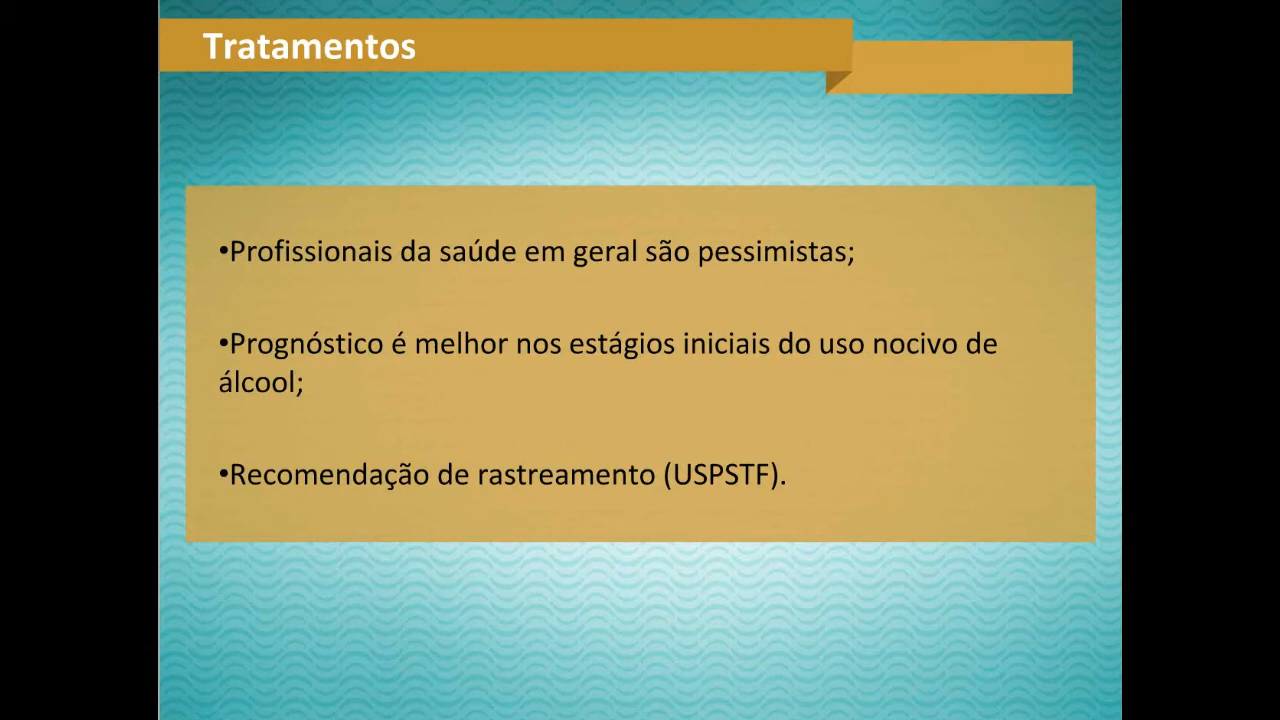 Tratamentos
•Profissionais da saúde em geral são pessimistas;
•Prognóstico é melhor nos estágios iniciais do uso nocivo de
álcool;
•Recomendação de rastreamento (USPSTF).